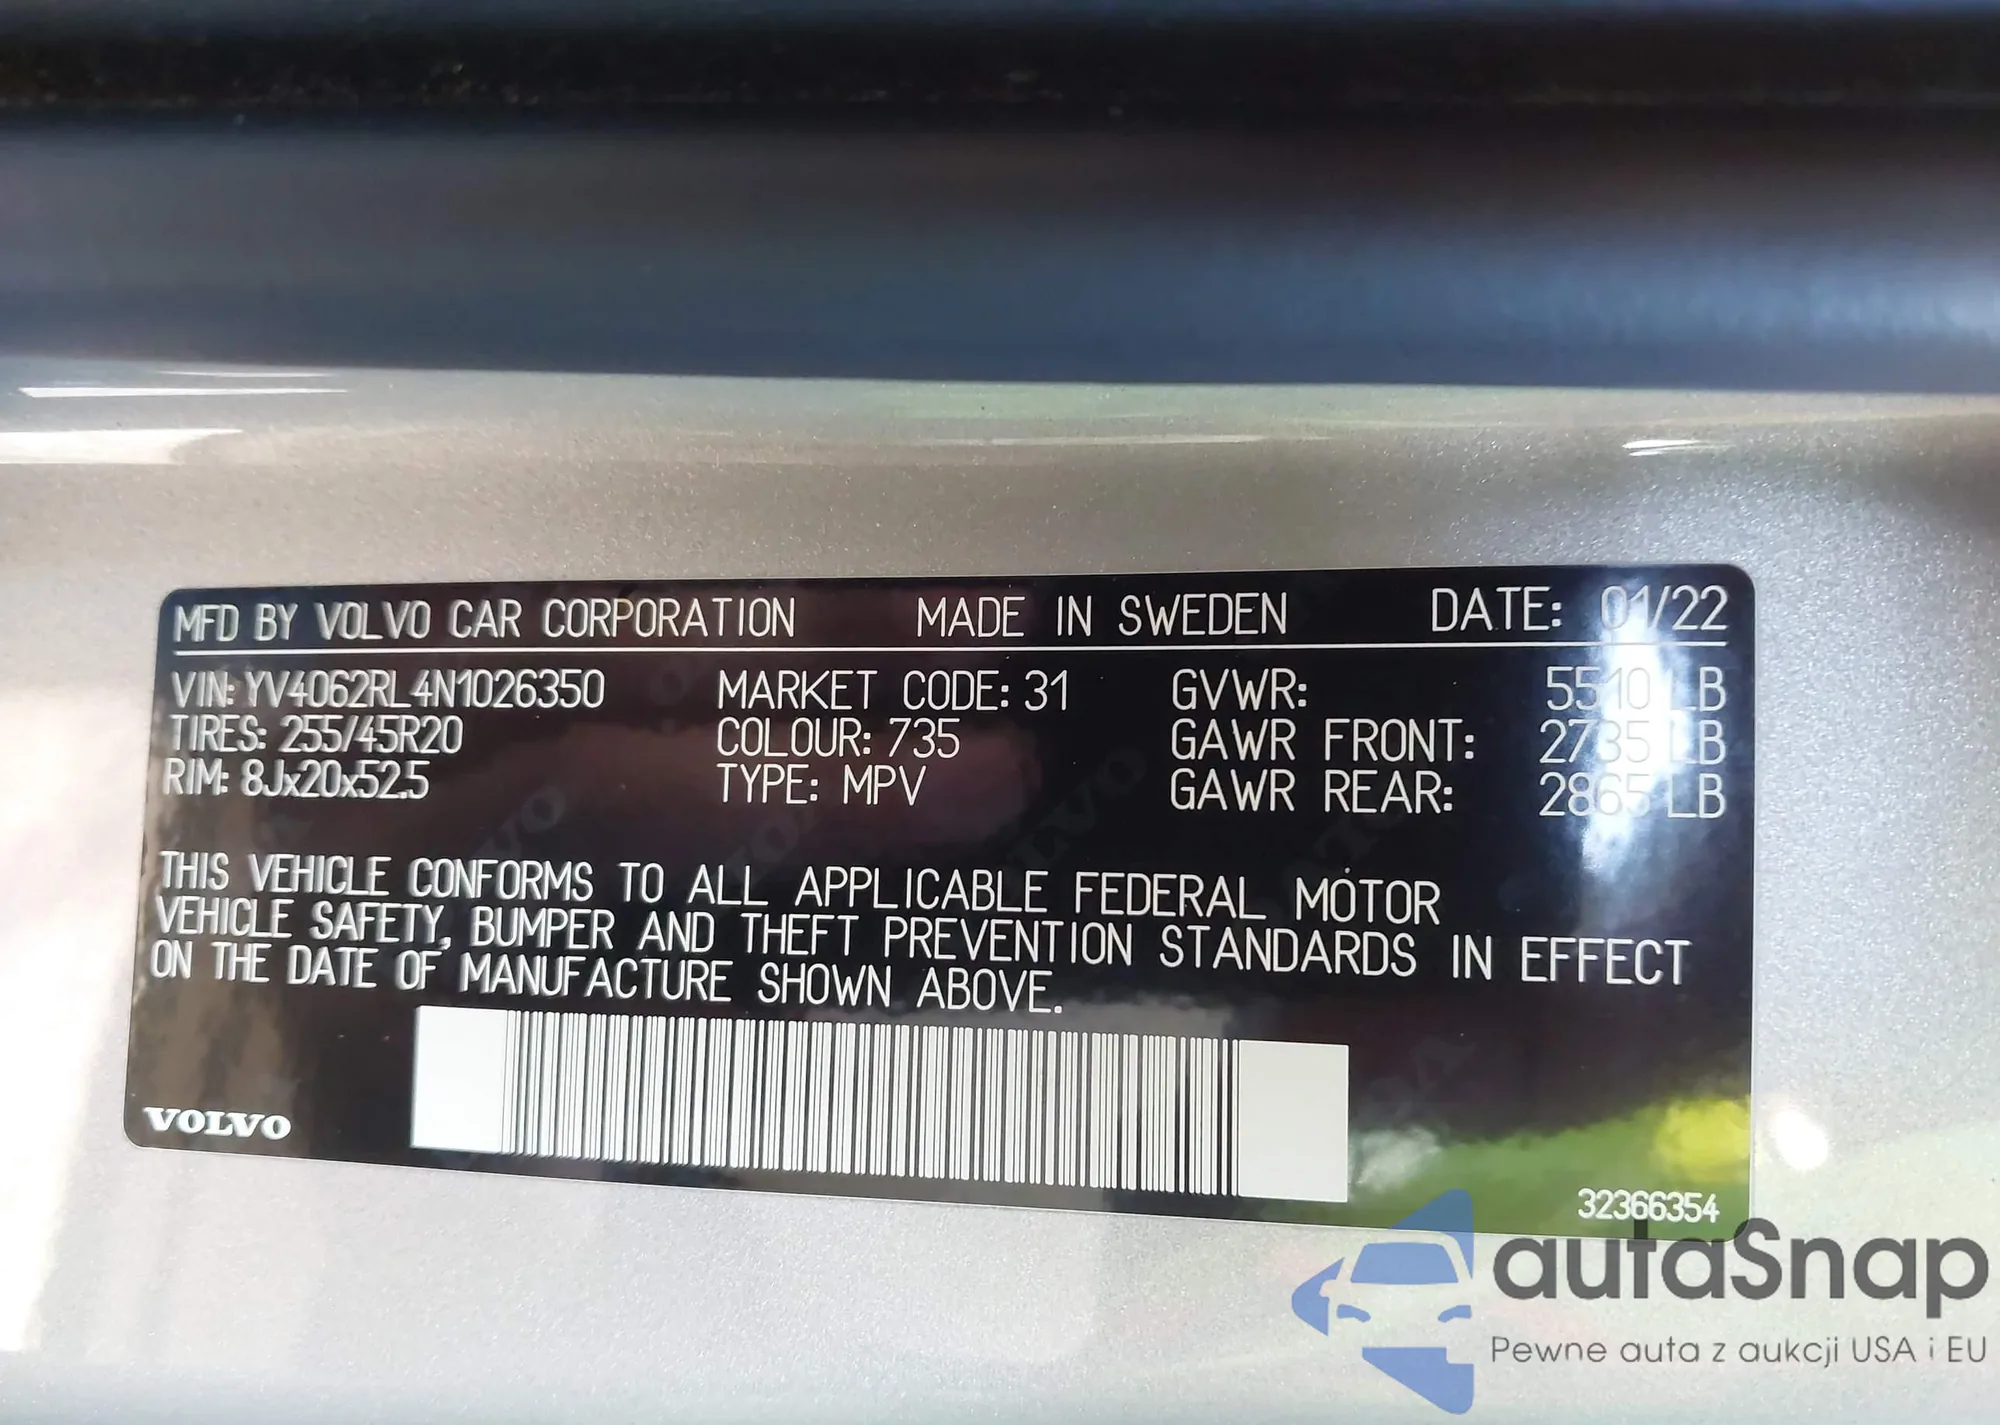 MFD BY VOLVO CAR CORPORATION MADE IN SWEDEN DATE: 01/22
VIN: YV4062RL4N1026350 MARKET CODE: 31 GVWR: 5510 LB
TIRES: 255/45R20 COLOUR: 735 GAWR FRONT: 2735 LB
RIM: 8Jx20x52.5 TYPE: MPV GAWR REAR: 2865 LB
THIS VEHICLE CONFORMS TO ALL APPLICABLE FEDERAL MOTOR
VEHICLE SAFETY, BUMPER AND THEFT PREVENTION STANDARDS IN EFFECT
ON THE DATE OF MANUFACTURE SHOWN ABOVE.
VOLVO
32366354
autaSnap
Pewne auta z aukcji USA i EU